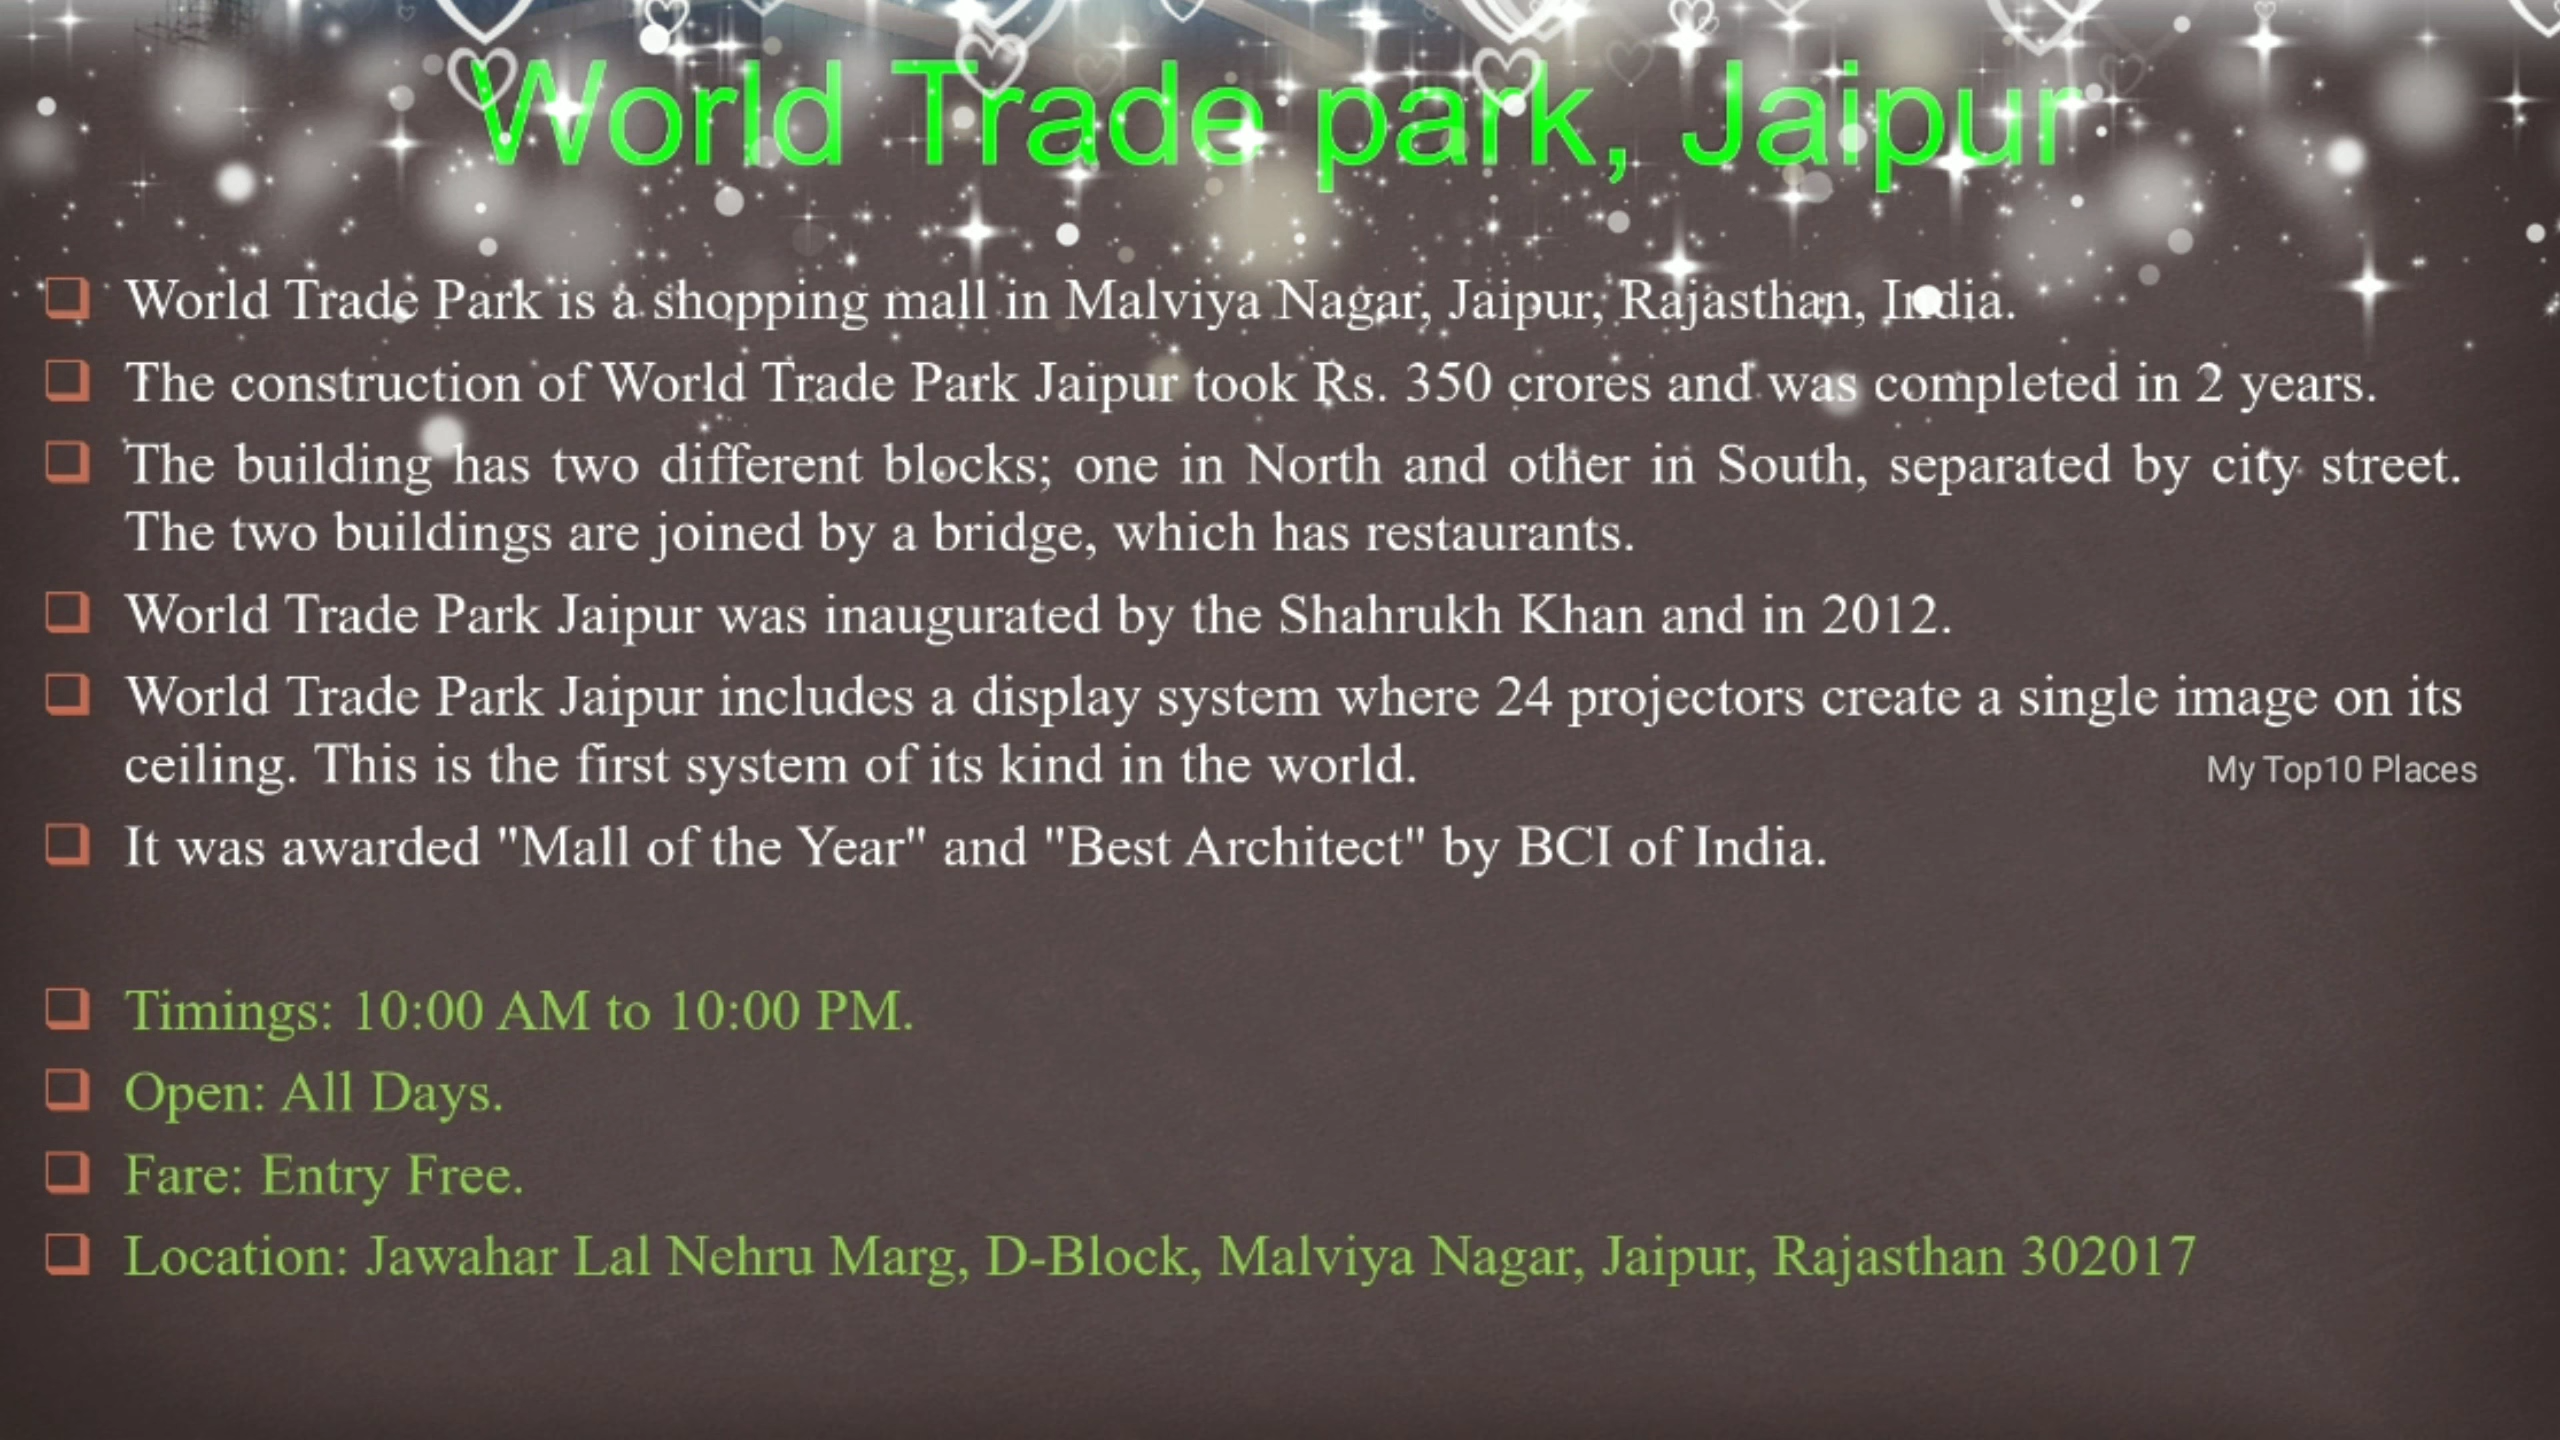 World Trade park, Jaipur
World Trade Park is a shopping mall in Malviya Nagar, Jaipur, Rajasthan, India.
The construction of World Trade Park Jaipur took Rs. 350 crores and was completed in 2 years.
The building has two different blocks; one in North and other in South, separated by city street.
The two buildings are joined by a bridge, which has restaurants.
World Trade Park Jaipur was inaugurated by the Shahrukh Khan and in 2012.
World Trade Park Jaipur includes a display system where 24 projectors create a single image on its
ceiling. This is the first system of its kind in the world.
My Top10 Places
It was awarded "Mall of the Year" and "Best Architect" by BCI of India.
Timings: 10:00 AM to 10:00 PM.
Open: All Days.
Fare: Entry Free.
Location: Jawahar Lal Nehru Marg, D-Block, Malviya Nagar, Jaipur, Rajasthan 302017